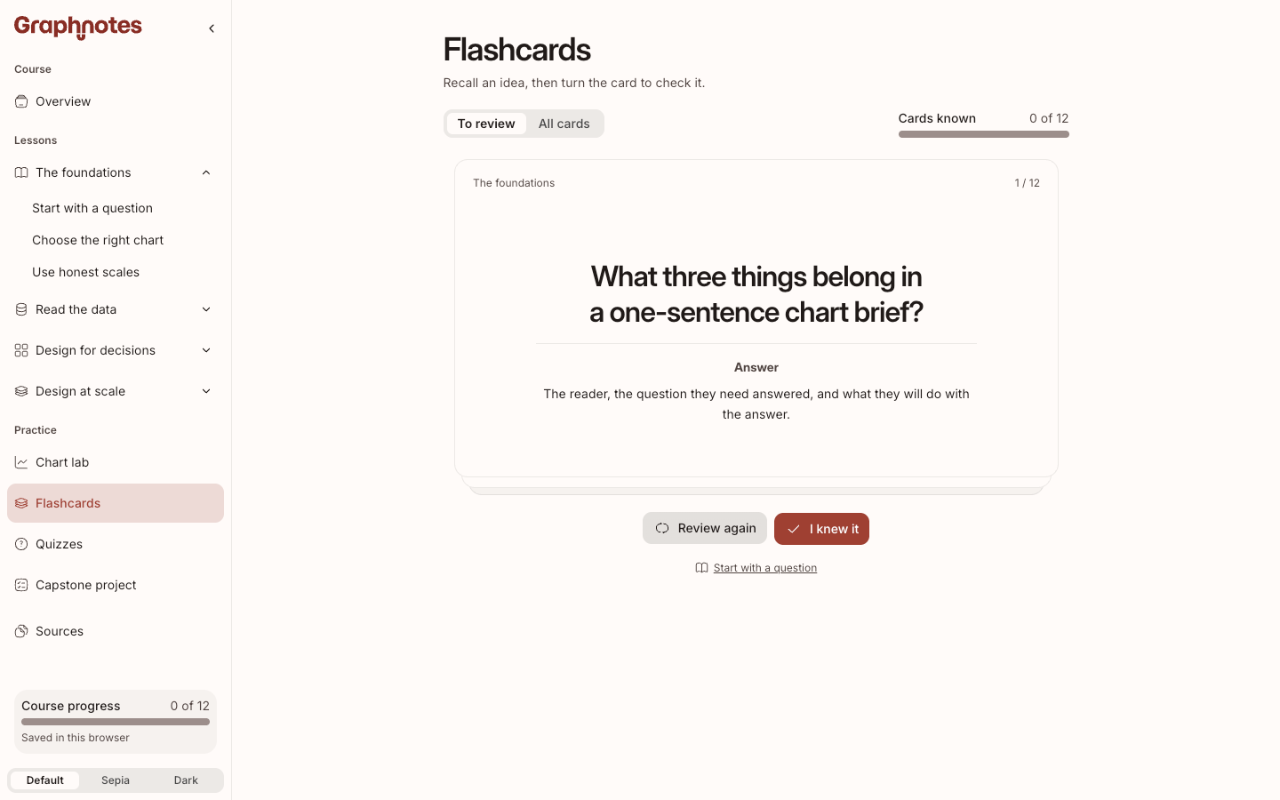 Graphnotes
Course
Overview
Lessons
The foundations
Start with a question
Choose the right chart
Use honest scales
Read the data
Design for decisions
Design at scale
Practice
Chart lab
Flashcards
Quizzes
Capstone project
Sources
Course progress 0 of 12
Saved in this browser
Default Sepia Dark
Flashcards
Recall an idea, then turn the card to check it.
To review All cards
Cards known 0 of 12
The foundations 1 / 12
What three things belong in
a one-sentence chart brief?
Answer
The reader, the question they need answered, and what they will do with
the answer.
Review again I knew it
Start with a question